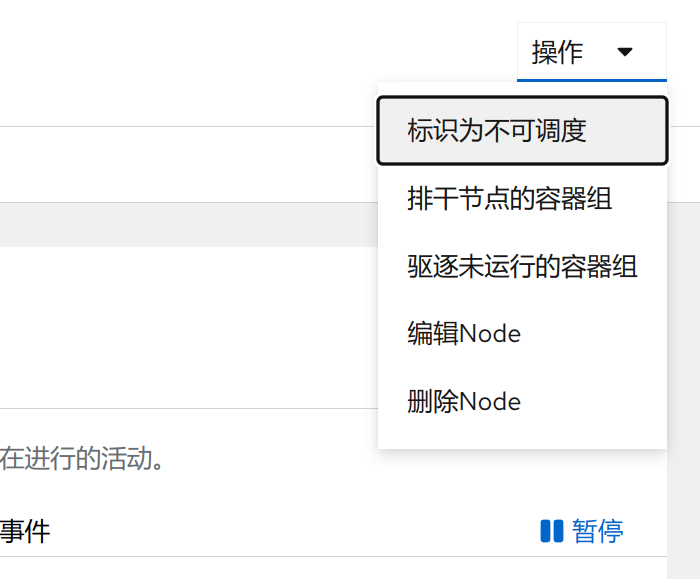 操作
标识为不可调度
排干节点的容器组
驱逐未运行的容器组
编辑Node
删除Node
在进行的活动。
事件
暂停